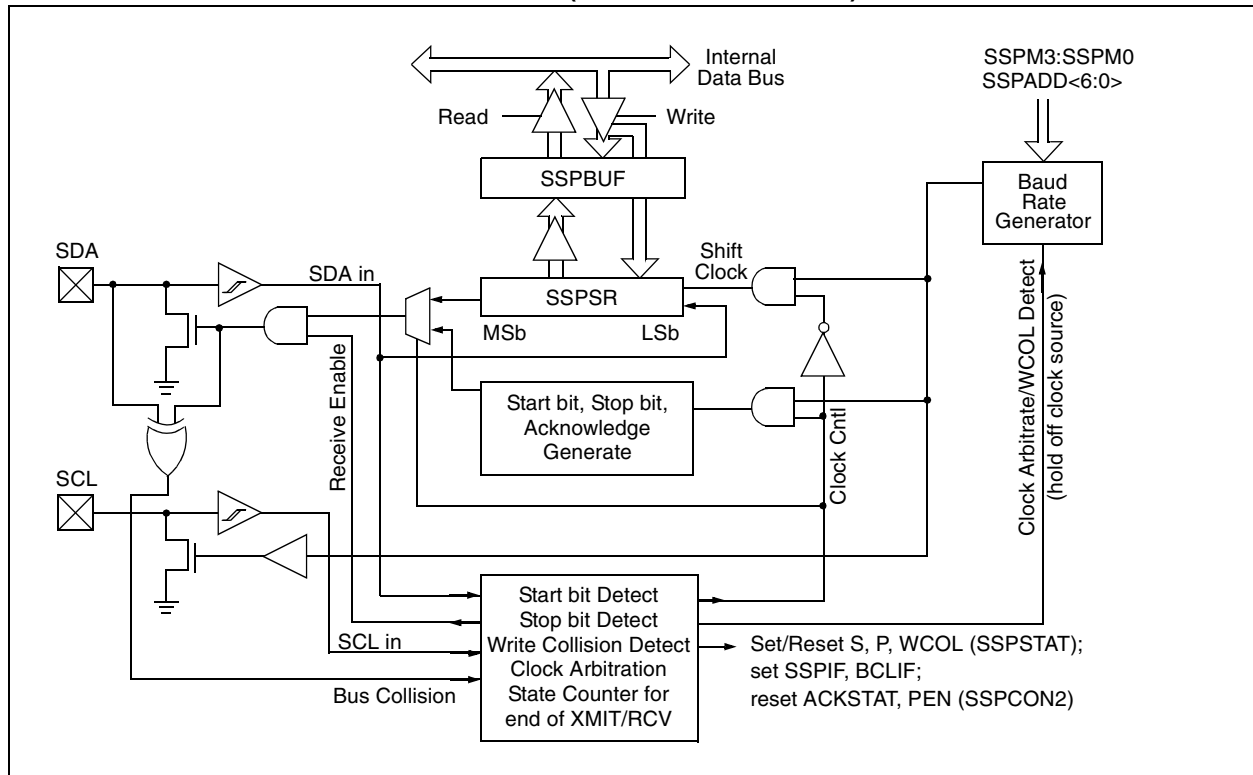 Internal
Data Bus
SSPM3:SSPM0
SSPADD<6:0>
Read
Write
SSPBUF
Baud
Rate
Generator
SDA
SDA in
Shift
Clock
SSPSR
MSb
LSb
Receive Enable
Start bit, Stop bit,
Acknowledge
Generate
Clock Cntl
Clock Arbitrate/WCOL Detect
(hold off clock source)
SCL
SCL in
Bus Collision
Start bit Detect
Stop bit Detect
Write Collision Detect
Clock Arbitration
State Counter for
end of XMIT/RCV
Set/Reset S, P, WCOL (SSPSTAT);
set SSPIF, BCLIF;
reset ACKSTAT, PEN (SSPCON2)